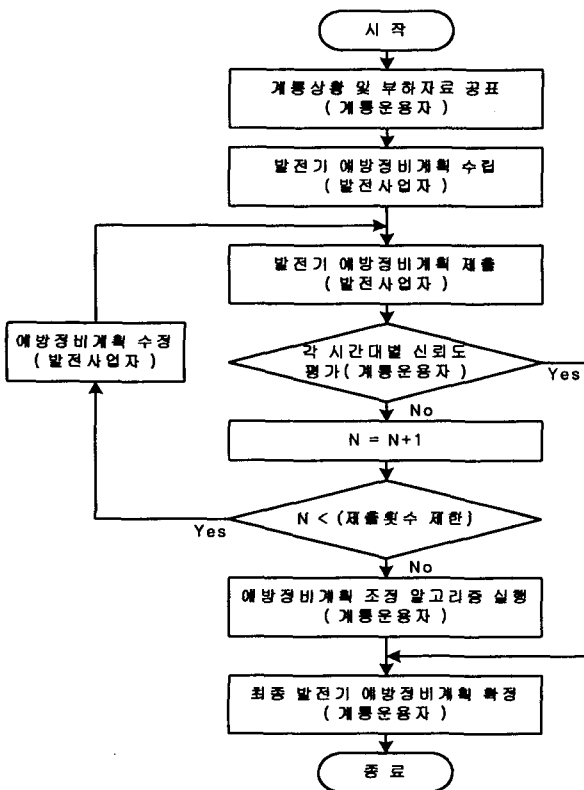 시 작
계통상황 및 부하자료 공표
( 계통운용자 )
발전기 예방정비계획 수립
( 발전사업자 )
발전기 예방정비계획 제출
( 발전사업자 )
예방정비계획 수정
( 발전사업자 )
각 시간대별 신뢰도
평가( 계통운용자 )
Yes
No
N = N+1
N < (제출횟수 제한)
Yes
No
예방정비계획 조정 알고리즘 실행
( 계통운용자 )
최종 발전기 예방정비계획 확정
( 계통운용자 )
종 료